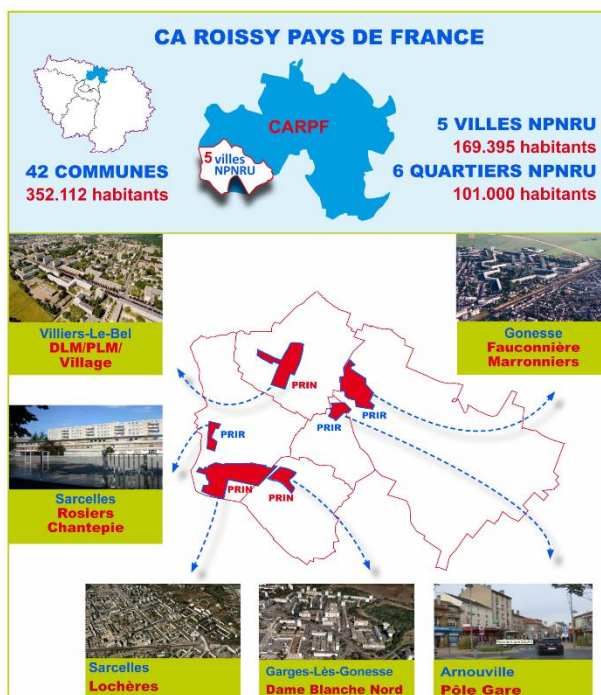 CA ROISSY PAYS DE FRANCE
CARPF
5 villes
NPNRU
42 COMMUNES
352.112 habitants
5 VILLES NPNRU
169.395 habitants
6 QUARTIERS NPNRU
101.000 habitants
Villiers-Le-Bel
DLM/PLM/
Village
Gonesse
Fauconnière
Marronniers
PRIN
PRIR
PRIR
PRIN
PRIN
Sarcelles
Rosiers
Chantepie
Sarcelles
Lochères
Garges-Lès-Gonesse
Dame Blanche Nord
Arnouville
Pôle Gare